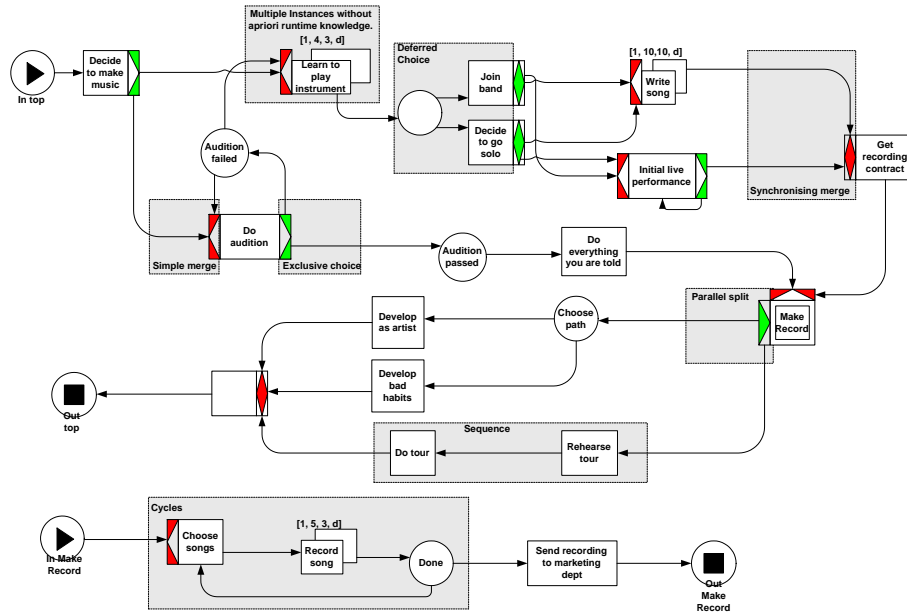 Multiple Instances without
apriori runtime knowledge.
[1, 4, 3, d]
Learn to
play
instrument
Decide
to make
music
In top
Deferred
Choice
Join
band
Decide
to go
solo
[1, 10,10, d]
Write
song
Initial live
performance
Get
recording
contract
Synchronising merge
Audition
failed
Do
audition
Simple merge
Exclusive choice
Audition
passed
Do
everything
you are told
Parallel split
Make
Record
Choose
path
Develop
as artist
Develop
bad
habits
Out
top
Sequence
Do tour
Rehearse
tour
Cycles
In Make
Record
Choose
songs
[1, 5, 3, d]
Record
song
Done
Send recording
to marketing
dept
Out
Make
Record